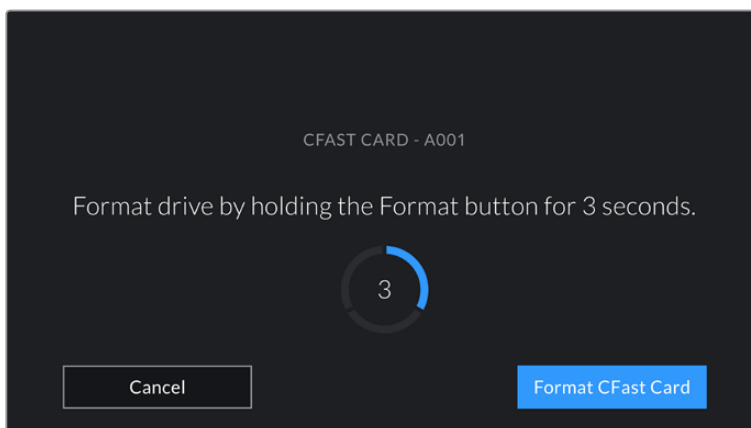 CFAST CARD - A001
Format drive by holding the Format button for 3 seconds.
3
Cancel
Format CFast Card